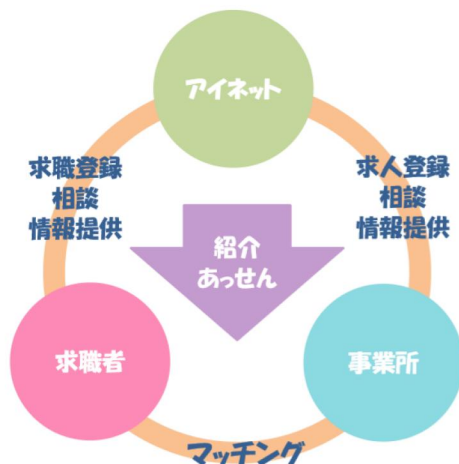 アイネット
求職登録
相談
情報提供
求人登録
相談
情報提供
紹介
あっせん
求職者
事業所
マッチング